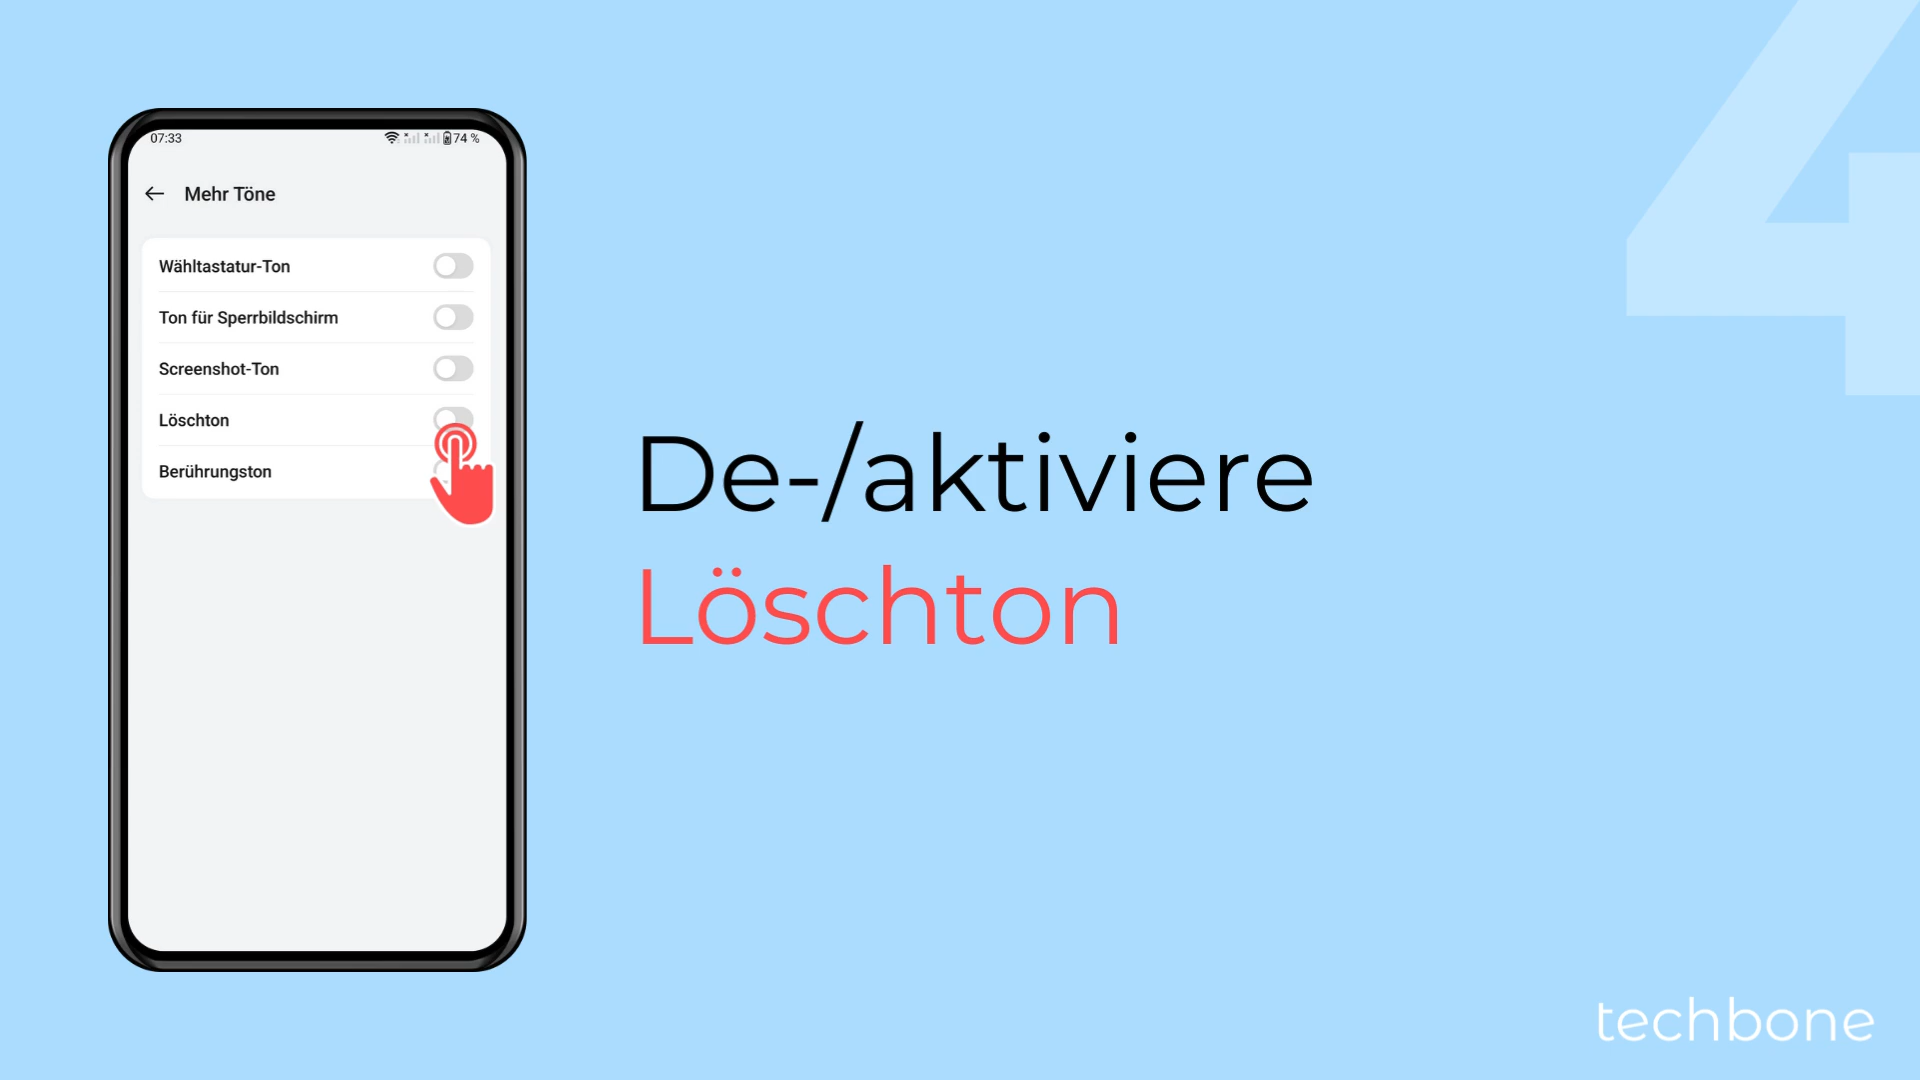 07:33
74 %
Mehr Töne
Wähltastatur-Ton
Ton für Sperrbildschirm
Screenshot-Ton
Löschton
Berührungston
De-/aktiviere
Löschton
4
techbone